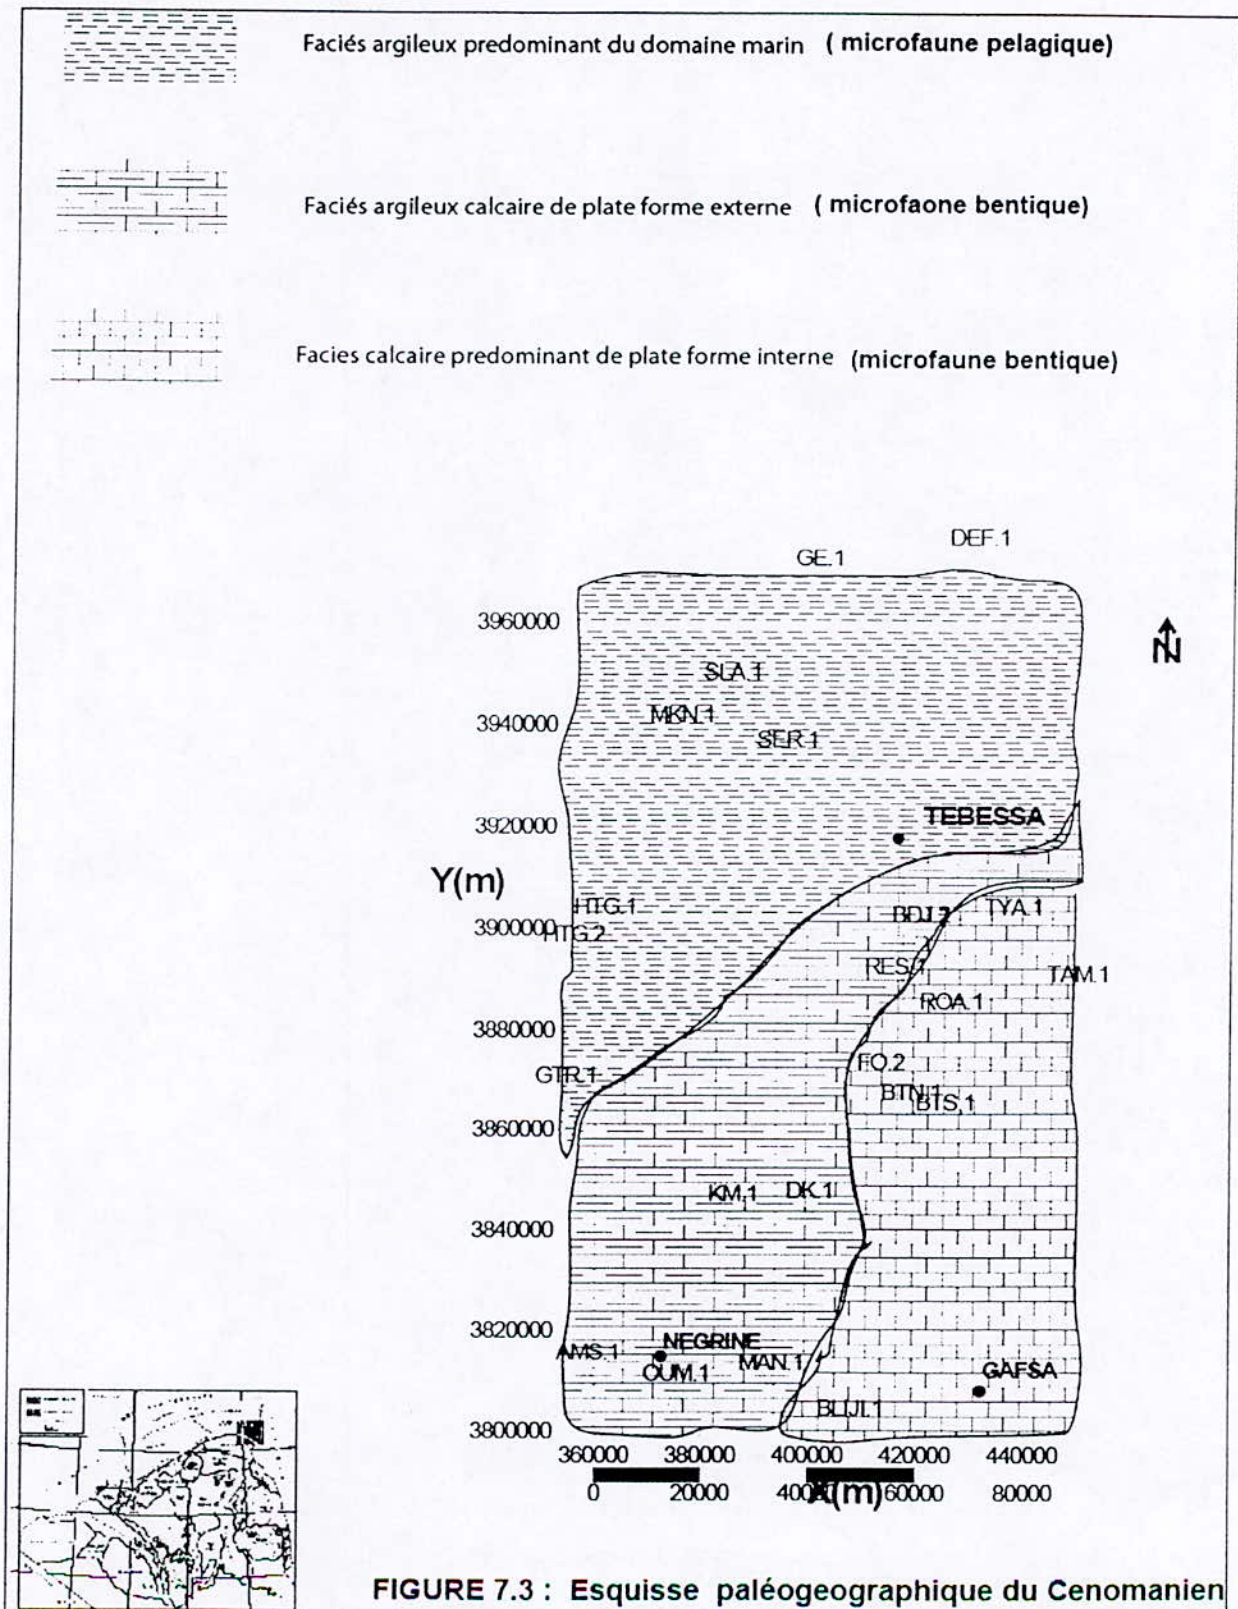 Faciés argileux predominant du domaine marin ( microfaune pelagique)
Faciés argileux calcaire de plate forme externe ( microfaone bentique)
Facies calcaire predominant de plate forme interne (microfaune bentique)
DEF.1
GE.1
3960000
N
SLA.1
MKN.1
3940000
SER.1
3920000
TEBESSA
Y(m)
HTG.1
TYA.1
3900000
HTG.2
RES.1
TAM.1
ROA.1
3880000
FO.2
GTR.1
BTN.1
BTS.1
3860000
KM.1
DK.1
3840000
3820000
NEGRINE
AMS.1
MAN.1
OUM.1
GAFSA
3800000
360000 380000 400000 420000 440000
0 20000 40000 60000 80000
X(m)
FIGURE 7.3 : Esquisse paléogeographique du Cenomanien